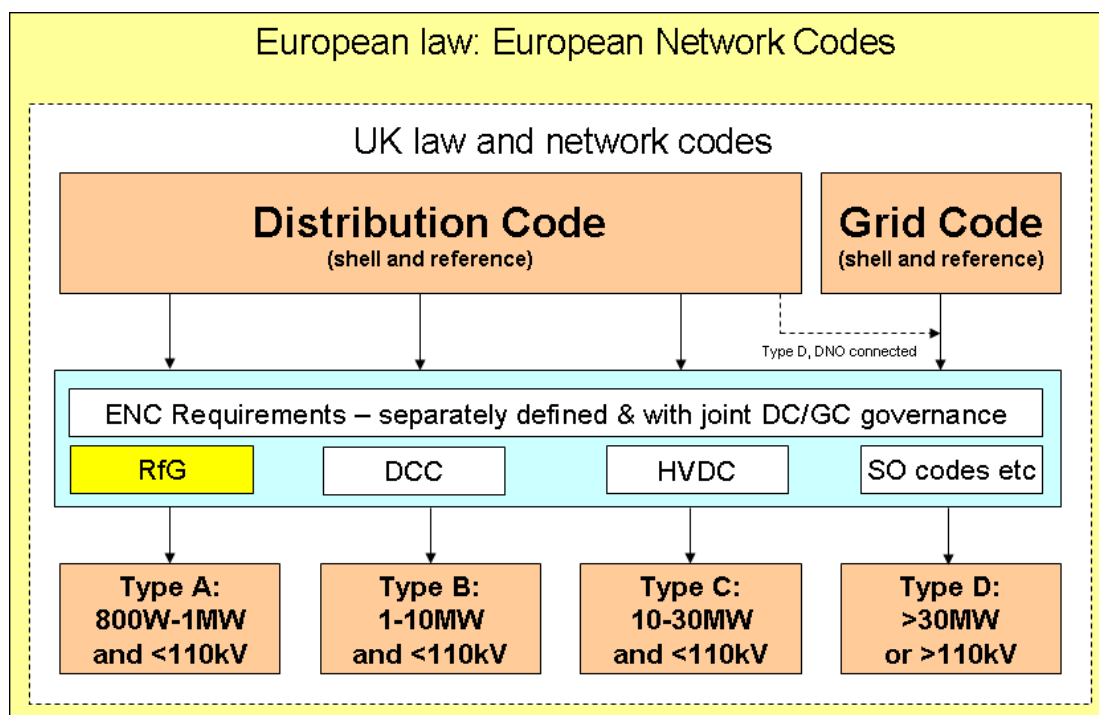 European law: European Network Codes
UK law and network codes
Distribution Code
(shell and reference)
Grid Code
(shell and reference)
Type D, DNO connected
ENC Requirements – separately defined & with joint DC/GC governance
RfG
DCC
HVDC
SO codes etc
Type A:
800W-1MW
and <110kV
Type B:
1-10MW
and <110kV
Type C:
10-30MW
and <110kV
Type D:
>30MW
or >110kV